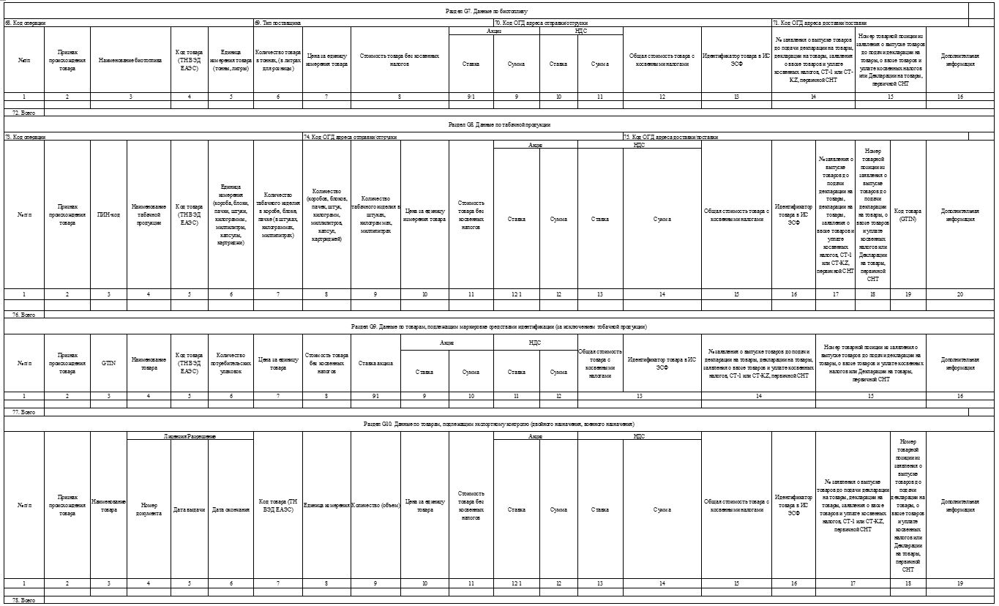 Раздел G7. Данные по биотопливу
68. Код операции 69. Тип поставщика 70. Код ОГД адреса отправки/отгрузки 71. Код ОГД адреса доставки/поставки
№ п/п
Признак
происхождения
товара
Наименование биотоплива
Код товара
(ТН ВЭД
ЕАЭС)
Единица
измерения товара
(тонны, литры)
Количество товара
в тоннах, (в литрах
для розницы)
Цена за единицу
измерения товара
Стоимость товара без косвенных
налогов
Акциз
Ставка
Сумма
НДС
Ставка
Сумма
Общая стоимость товара с
косвенными налогами
Идентификатор товара в ИС
ЭСФ
№ заявления о выпуске товаров
до подачи декларации на товары,
декларации на товары, заявления
о ввозе товаров и уплате
косвенных налогов, СТ-1 или СТ-
KZ, первичной СНТ
Номер товарной позиции из
заявления о выпуске товаров
до подачи декларации на
товары, о ввозе товаров и
уплате косвенных налогов
или Декларации на товары,
первичной СНТ
Дополнительная
информация
1 2 3 4 5 6 7 8 9/1 9 10 11 12 13 14 15 16
72. Всего
Раздел G8. Данные по табачной продукции
73. Код операции 74. Код ОГД адреса отправки/отгрузки 75. Код ОГД адреса доставки/поставки
№ п/п
Признак
происхождения
товара
ПИН-код
Наименование
табачной
продукции
Код товара
(ТН ВЭД
ЕАЭС)
Единица
измерения
(короба, блоки,
пачки, штуки,
килограммы,
миллилитры,
капсулы,
картриджи)
Количество
табачного изделия
в коробе, блоке,
пачке (в штуках,
килограммах,
миллилитрах)
Количество
(коробов, блоков,
пачек, штук,
килограмм,
миллилитров,
капсул,
картриджей)
Количество
табачного изделия в
штуках,
килограммах,
миллилитрах
Цена за единицу
измерения товара
Стоимость
товара без
косвенных
налогов
Акциз
Ставка
Сумма
НДС
Ставка
Сумма
Общая стоимость товара с
косвенными налогами
Идентификатор
товара в ИС
ЭСФ
№ заявления о
выпуске
товаров до
подачи
декларации на
товары,
декларации на
товары,
заявления о
ввозе товаров и
уплате
косвенных
налогов, СТ-1
или СТ-KZ,
первичной СНТ
Номер
товарной
позиции из
заявления о
выпуске
товаров до
подачи
декларации
на товары, о
ввозе товаров
и уплате
косвенных
налогов или
Декларации
на товары,
первичной
СНТ
Код товара
(GTIN)
Дополнительная
информация
1 2 3 4 5 6 7 8 9 10 11 12/1 12 13 14 15 16 17 18 19 20
76. Всего
Раздел G9. Данные по товарам, подлежащим маркировке средствами идентификации (за исключением табачной продукции)
№ п/п
Признак
происхождения
товара
GTIN
Наименование
товара
Код товара
(ТН ВЭД
ЕАЭС)
Количество
потребительских
упаковок
Цена за единицу
товара
Стоимость товара
без косвенных
налогов
Ставка акциза
Акциз
Ставка
Сумма
НДС
Ставка
Сумма
Общая стоимость
товара с
косвенными
налогами
Идентификатор товара в ИС
ЭСФ
№ заявления о выпуске товаров до подачи
декларации на товары, декларации на товары,
заявления о ввозе товаров и уплате косвенных
налогов, СТ-1 или СТ-KZ, первичной СНТ
Номер товарной позиции из заявления о
выпуске товаров до подачи декларации на
товары, о ввозе товаров и уплате косвенных
налогов или Декларации на товары,
первичной СНТ
Дополнительная
информация
1 2 3 4 5 6 7 8 9/1 9 10 11 12 13 14 15 16
77. Всего
Раздел G10. Данные по товарам, подлежащим экспортному контролю (двойного назначения, военного назначения)
№ п/п
Признак
происхождения
товара
Наименование
товара
Лицензия/Разрешение
Номер
документа
Дата выдачи
Дата окончания
Код товара (ТН
ВЭД ЕАЭС)
Единица измерения
Количество (объем)
Цена за единицу
товара
Стоимость
товара без
косвенных
налогов
Акциз
Ставка
Сумма
НДС
Ставка
Сумма
Общая стоимость товара с
косвенными налогами
Идентификатор
товара в ИС
ЭСФ
№ заявления о выпуске
товаров до подачи декларации
на товары, декларации на
товары, заявления о ввозе
товаров и уплате косвенных
налогов, СТ-1 или СТ-KZ,
первичной СНТ
Номер
товарной
позиции из
заявления о
выпуске
товаров до
подачи
декларации на
товары, о
ввозе товаров
и уплате
косвенных
налогов или
Декларации
на товары,
первичной
СНТ
Дополнительная
информация
1 2 3 4 5 6 7 8 9 10 11 12/1 12 13 14 15 16 17 18 19
78. Всего